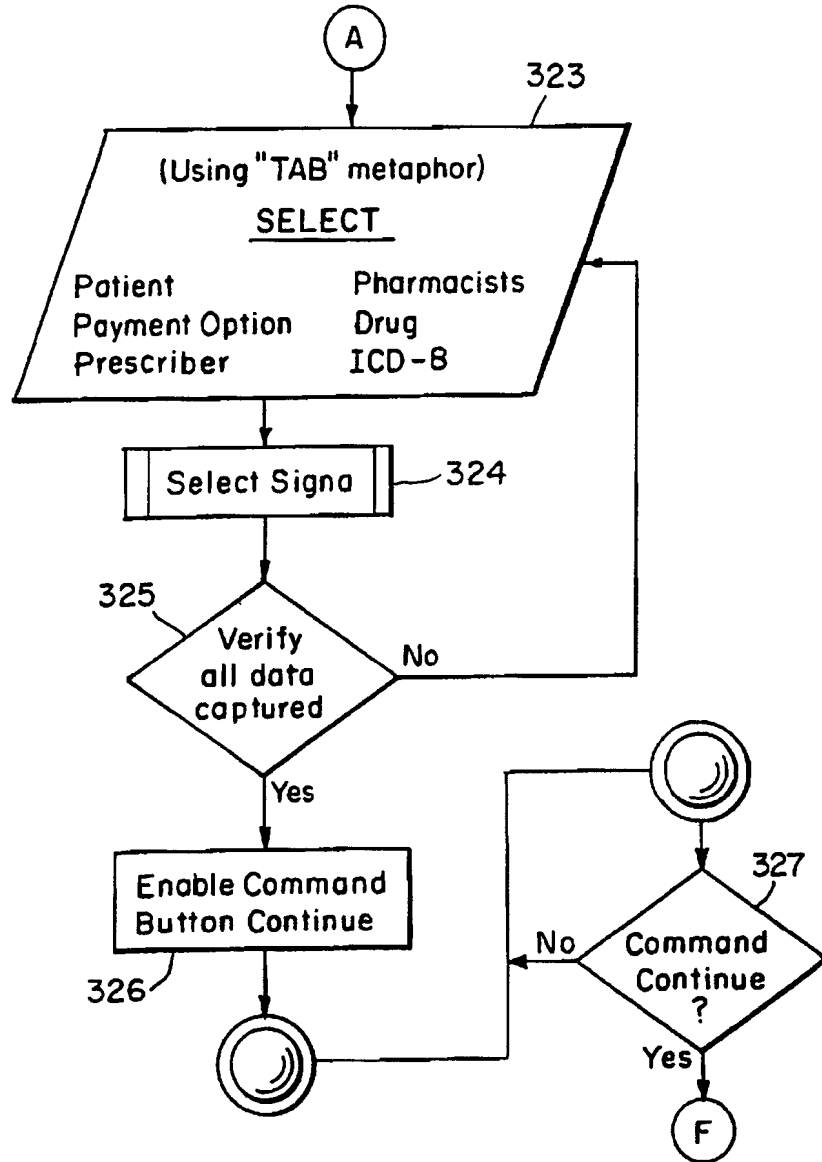 A
323
(Using "TAB" metaphor)
SELECT
Patient Pharmacists
Payment Option Drug
Prescriber ICD-8
Select Signa
324
325
Verify
all data
captured
No
Yes
Enable Command
Button Continue
326
327
Command
Continue
?
No
Yes
F